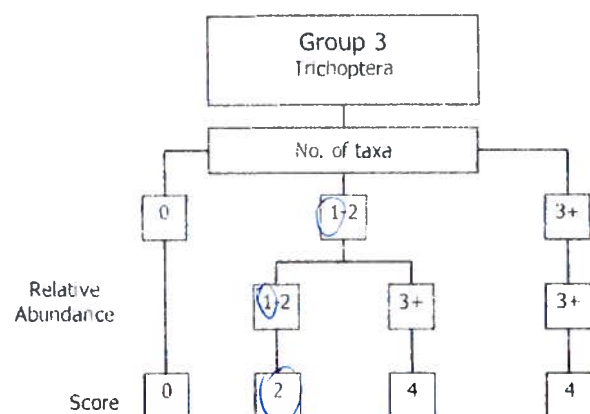 Group 3
Trichoptera
No. of taxa
0 1-2 3+
Relative
Abundance
1-2 3+ 3+
Score 0 2 4 4